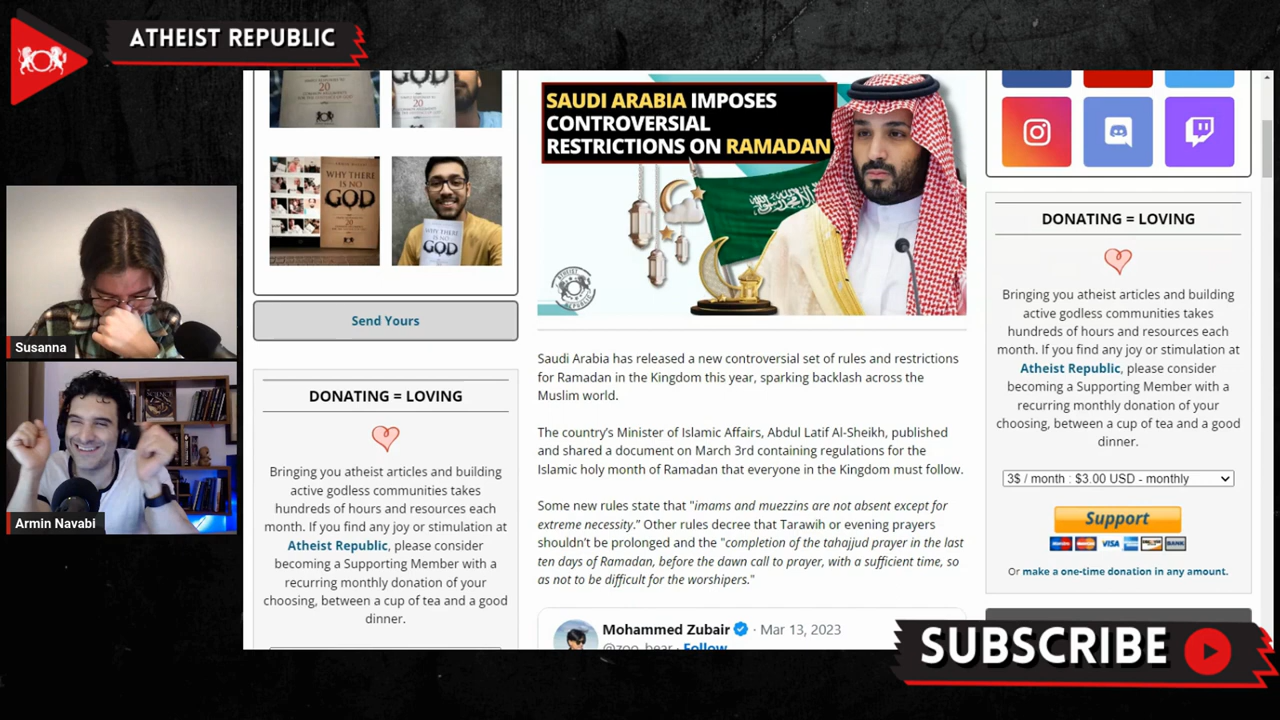 ATHEIST REPUBLIC
Susanna
Armin Navabi
20
20
WHY THERE
IS NO
GOD
20
WHY THERE
IS NO
GOD
Send Yours
DONATING = LOVING
Bringing you atheist articles and building
active godless communities takes
hundreds of hours and resources each
month. If you find any joy or stimulation at
Atheist Republic, please consider
becoming a Supporting Member with a
recurring monthly donation of your
choosing, between a cup of tea and a good
dinner.
SAUDI ARABIA IMPOSES
CONTROVERSIAL
RESTRICTIONS ON RAMADAN
ATHEIST
REPUBLIC
Saudi Arabia has released a new controversial set of rules and restrictions
for Ramadan in the Kingdom this year, sparking backlash across the
Muslim world.
The country's Minister of Islamic Affairs, Abdul Latif Al-Sheikh, published
and shared a document on March 3rd containing regulations for the
Islamic holy month of Ramadan that everyone in the Kingdom must follow.
Some new rules state that "imams and muezzins are not absent except for
extreme necessity." Other rules decree that Tarawih or evening prayers
shouldn't be prolonged and the "completion of the tahajjud prayer in the last
ten days of Ramadan, before the dawn call to prayer, with a sufficient time, so
as not to be difficult for the worshipers."
Mohammed Zubair · Mar 13, 2023
@zoo_bear · Follow
DONATING = LOVING
Bringing you atheist articles and building
active godless communities takes
hundreds of hours and resources each
month. If you find any joy or stimulation at
Atheist Republic, please consider
becoming a Supporting Member with a
recurring monthly donation of your
choosing, between a cup of tea and a good
dinner.
3$ / month : $3.00 USD - monthly
Support
VISA
DISCOVER
BANK
Or make a one-time donation in any amount.
SUBSCRIBE